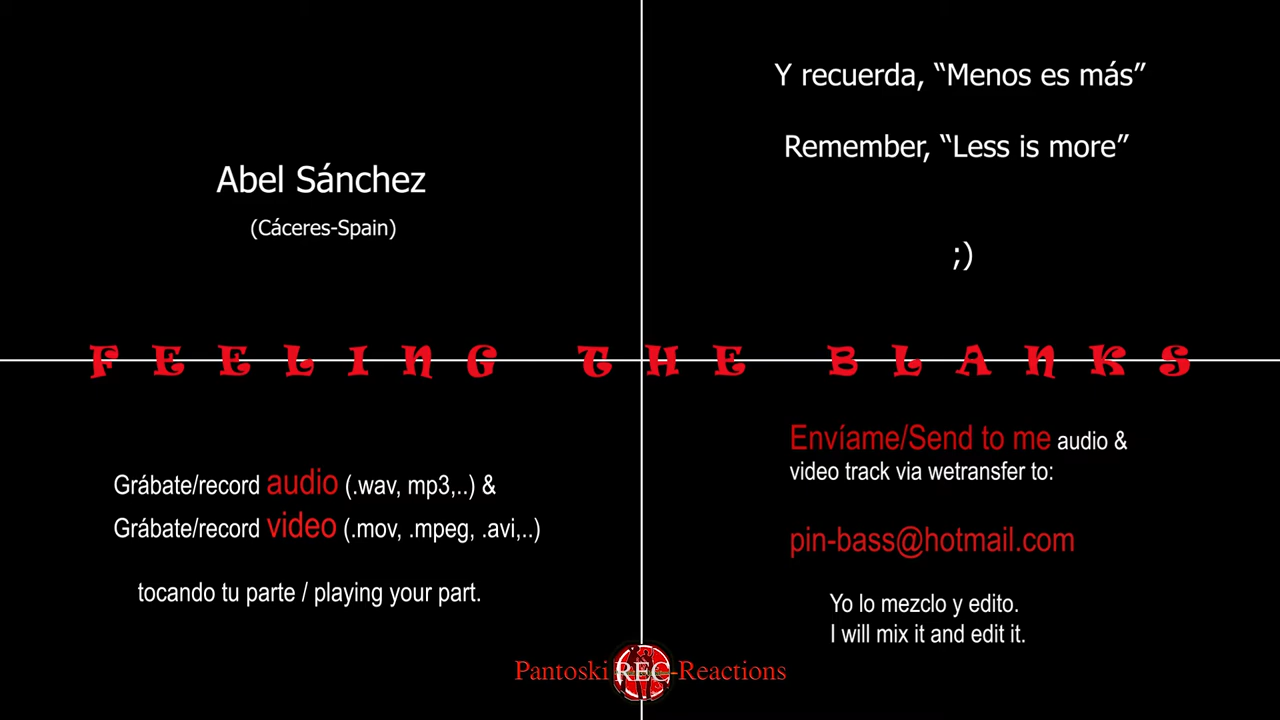 Abel Sánchez
(Cáceres-Spain)
Y recuerda, “Menos es más”
Remember, “Less is more”
;)
FEELING THE BLANKS
Grábate/record audio (.wav, mp3,..) &
Grábate/record video (.mov, .mpeg, .avi,..)
tocando tu parte / playing your part.
Envíame/Send to me audio &
video track via wetransfer to:
pin-bass@hotmail.com
Yo lo mezclo y edito.
I will mix it and edit it.
Pantoski REC-Reactions